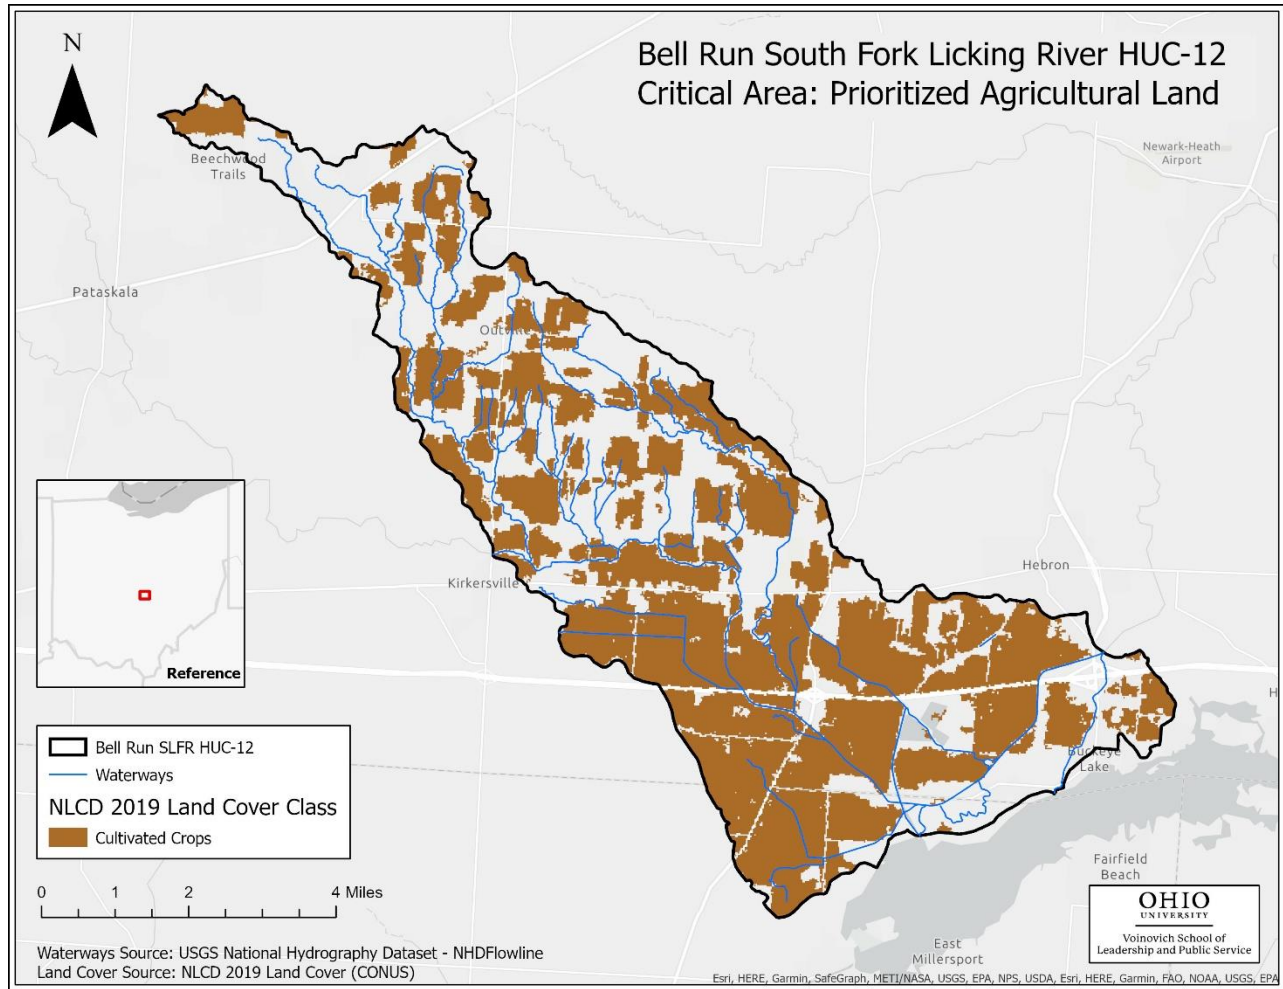 N
Bell Run South Fork Licking River HUC-12
Critical Area: Prioritized Agricultural Land
Newark-Heath
Airport
Beechwood
Trails
Pataskala
Outville
Hebron
Kirkersville
Reference
Buckeye
Lake
H
Bell Run SLFR HUC-12
Waterways
NLCD 2019 Land Cover Class
Cultivated Crops
0 1 2 4 Miles
Fairfield
Beach
East
Millersport
OHIO
UNIVERSITY
Voinovich School of
Leadership and Public Service
Waterways Source: USGS National Hydrography Dataset - NHDFlowline
Land Cover Source: NLCD 2019 Land Cover (CONUS)
Esri, HERE, Garmin, SafeGraph, METI/NASA, USGS, EPA, NPS, USDA, Esri, HERE, Garmin, FAO, NOAA, USGS, EPA